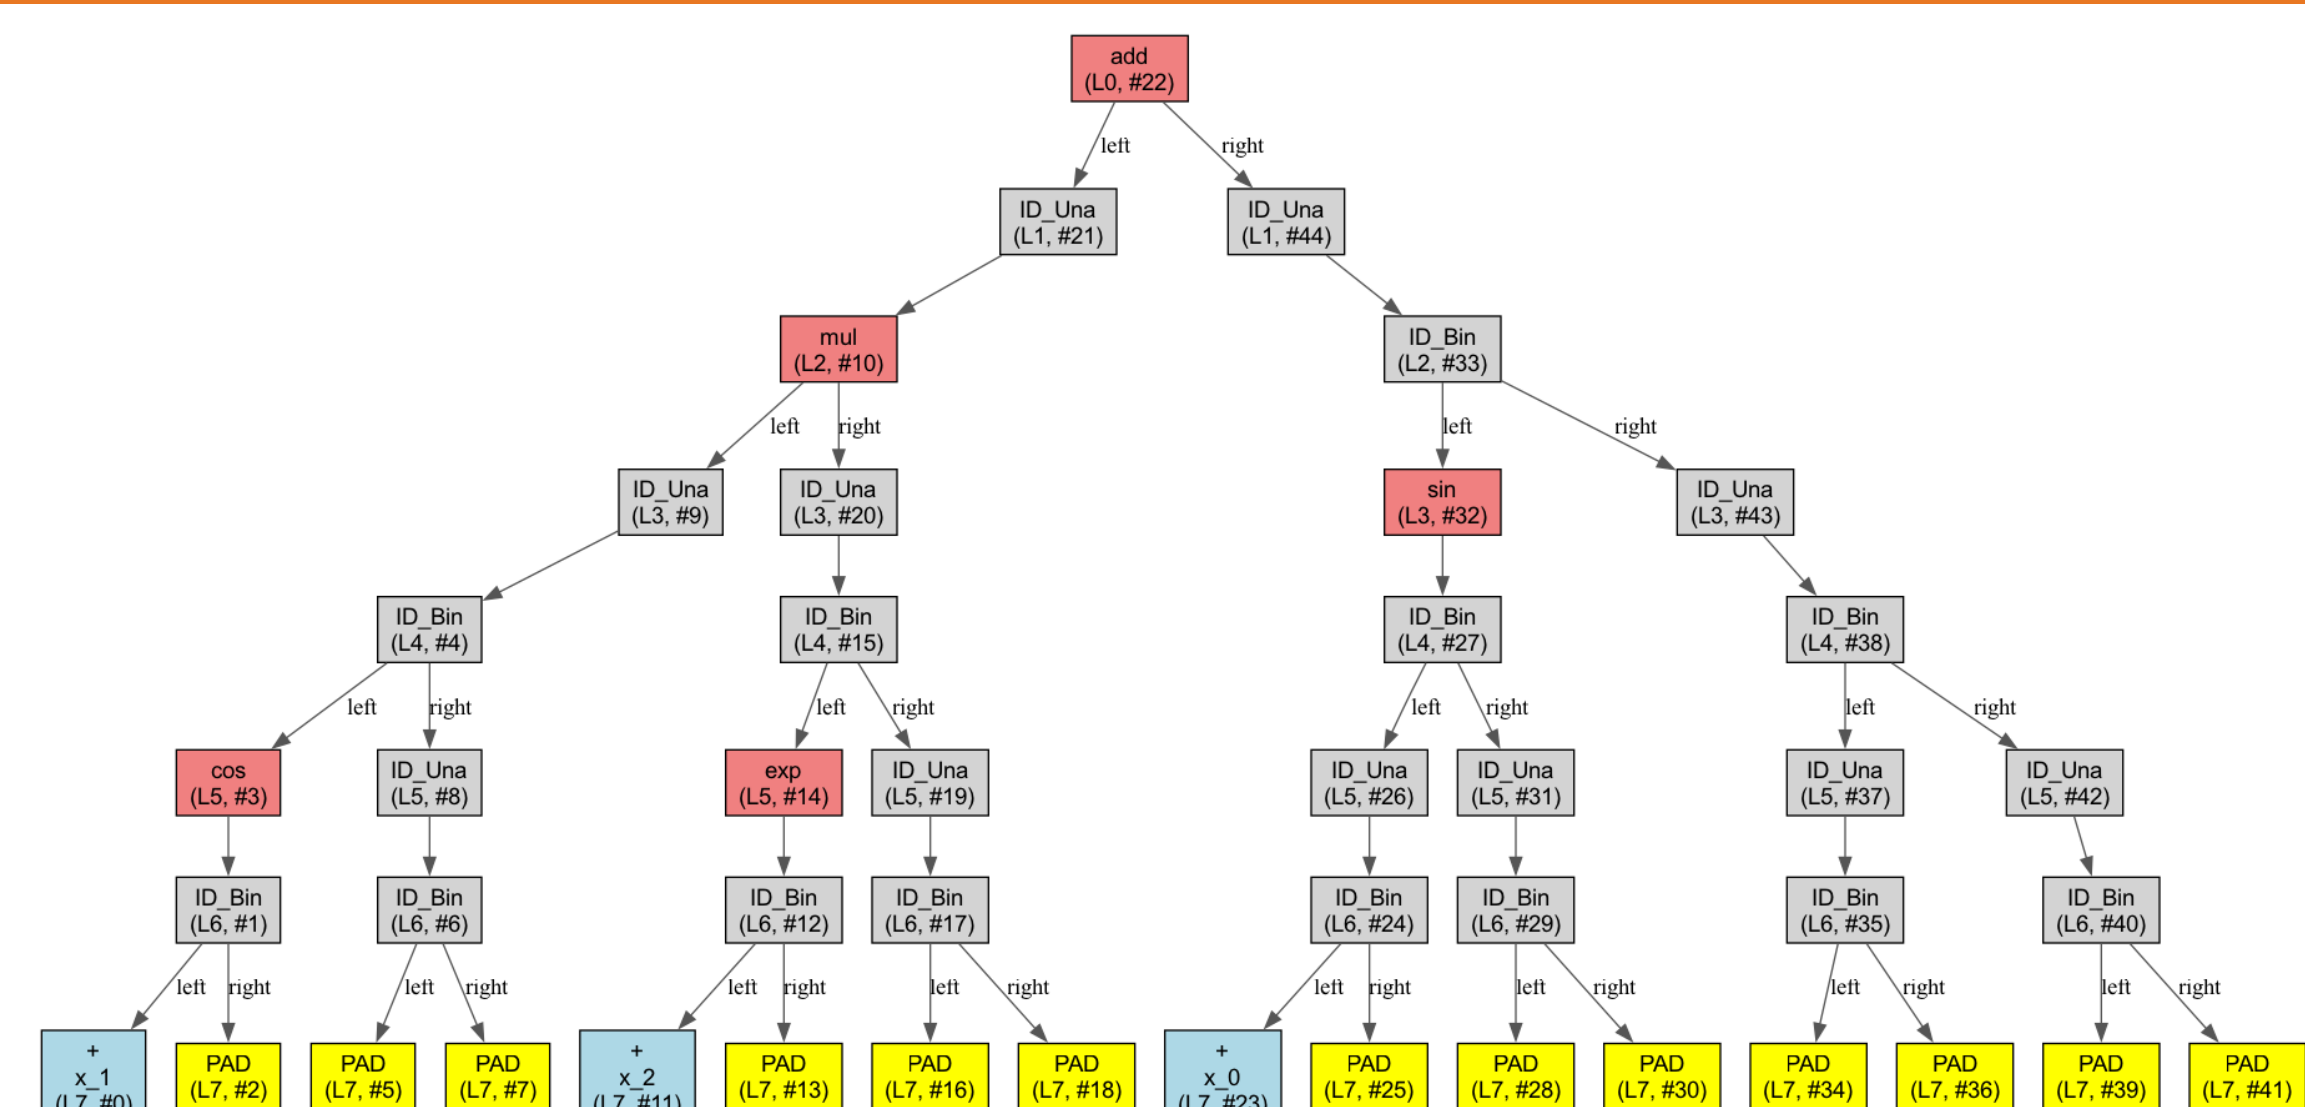 add
(L0, #22)
left
right
ID_Una
(L1, #21)
ID_Una
(L1, #44)
mul
(L2, #10)
ID_Bin
(L2, #33)
left
right
left
right
ID_Una
(L3, #9)
ID_Una
(L3, #20)
sin
(L3, #32)
ID_Una
(L3, #43)
ID_Bin
(L4, #4)
ID_Bin
(L4, #15)
ID_Bin
(L4, #27)
ID_Bin
(L4, #38)
left
right
left
right
left
right
left
right
cos
(L5, #3)
ID_Una
(L5, #8)
exp
(L5, #14)
ID_Una
(L5, #19)
ID_Una
(L5, #26)
ID_Una
(L5, #31)
ID_Una
(L5, #37)
ID_Una
(L5, #42)
ID_Bin
(L6, #1)
ID_Bin
(L6, #6)
ID_Bin
(L6, #12)
ID_Bin
(L6, #17)
ID_Bin
(L6, #24)
ID_Bin
(L6, #29)
ID_Bin
(L6, #35)
ID_Bin
(L6, #40)
left
right
left
right
left
right
left
right
left
right
left
right
left
right
left
right
+
x_1
(L7, #0)
PAD
(L7, #2)
PAD
(L7, #5)
PAD
(L7, #7)
+
x_2
(L7, #11)
PAD
(L7, #13)
PAD
(L7, #16)
PAD
(L7, #18)
+
x_0
(L7, #23)
PAD
(L7, #25)
PAD
(L7, #28)
PAD
(L7, #30)
PAD
(L7, #34)
PAD
(L7, #36)
PAD
(L7, #39)
PAD
(L7, #41)